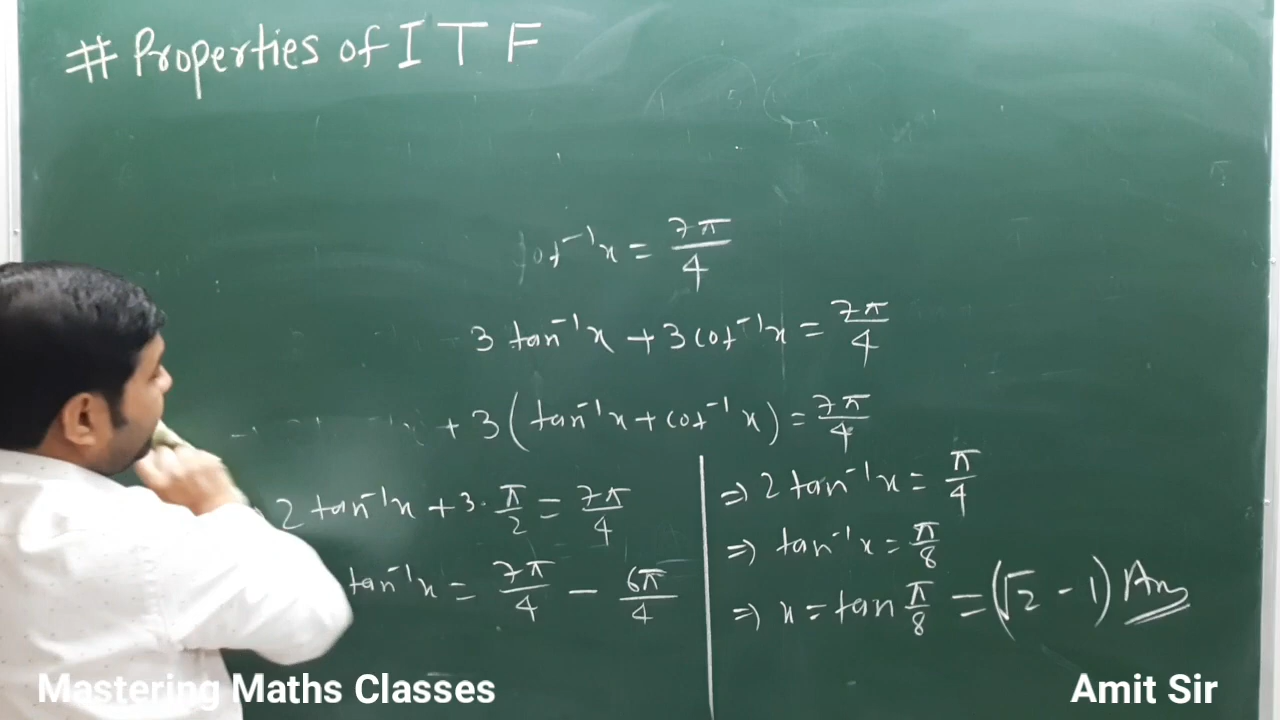 # Properties of I T F
cot⁻¹x = 7π/4
3 tan⁻¹x + 3 cot⁻¹x = 7π/4
+ 3 (tan⁻¹x + cot⁻¹x) = 7π/4
2 tan⁻¹x + 3. π/2 = 7π/4
tan⁻¹x = 7π/4 - 6π/4
⇒ 2 tan⁻¹x = π/4
⇒ tan⁻¹x = π/8
⇒ x = tan π/8 = (√2 - 1) Ans
Mastering Maths Classes
Amit Sir